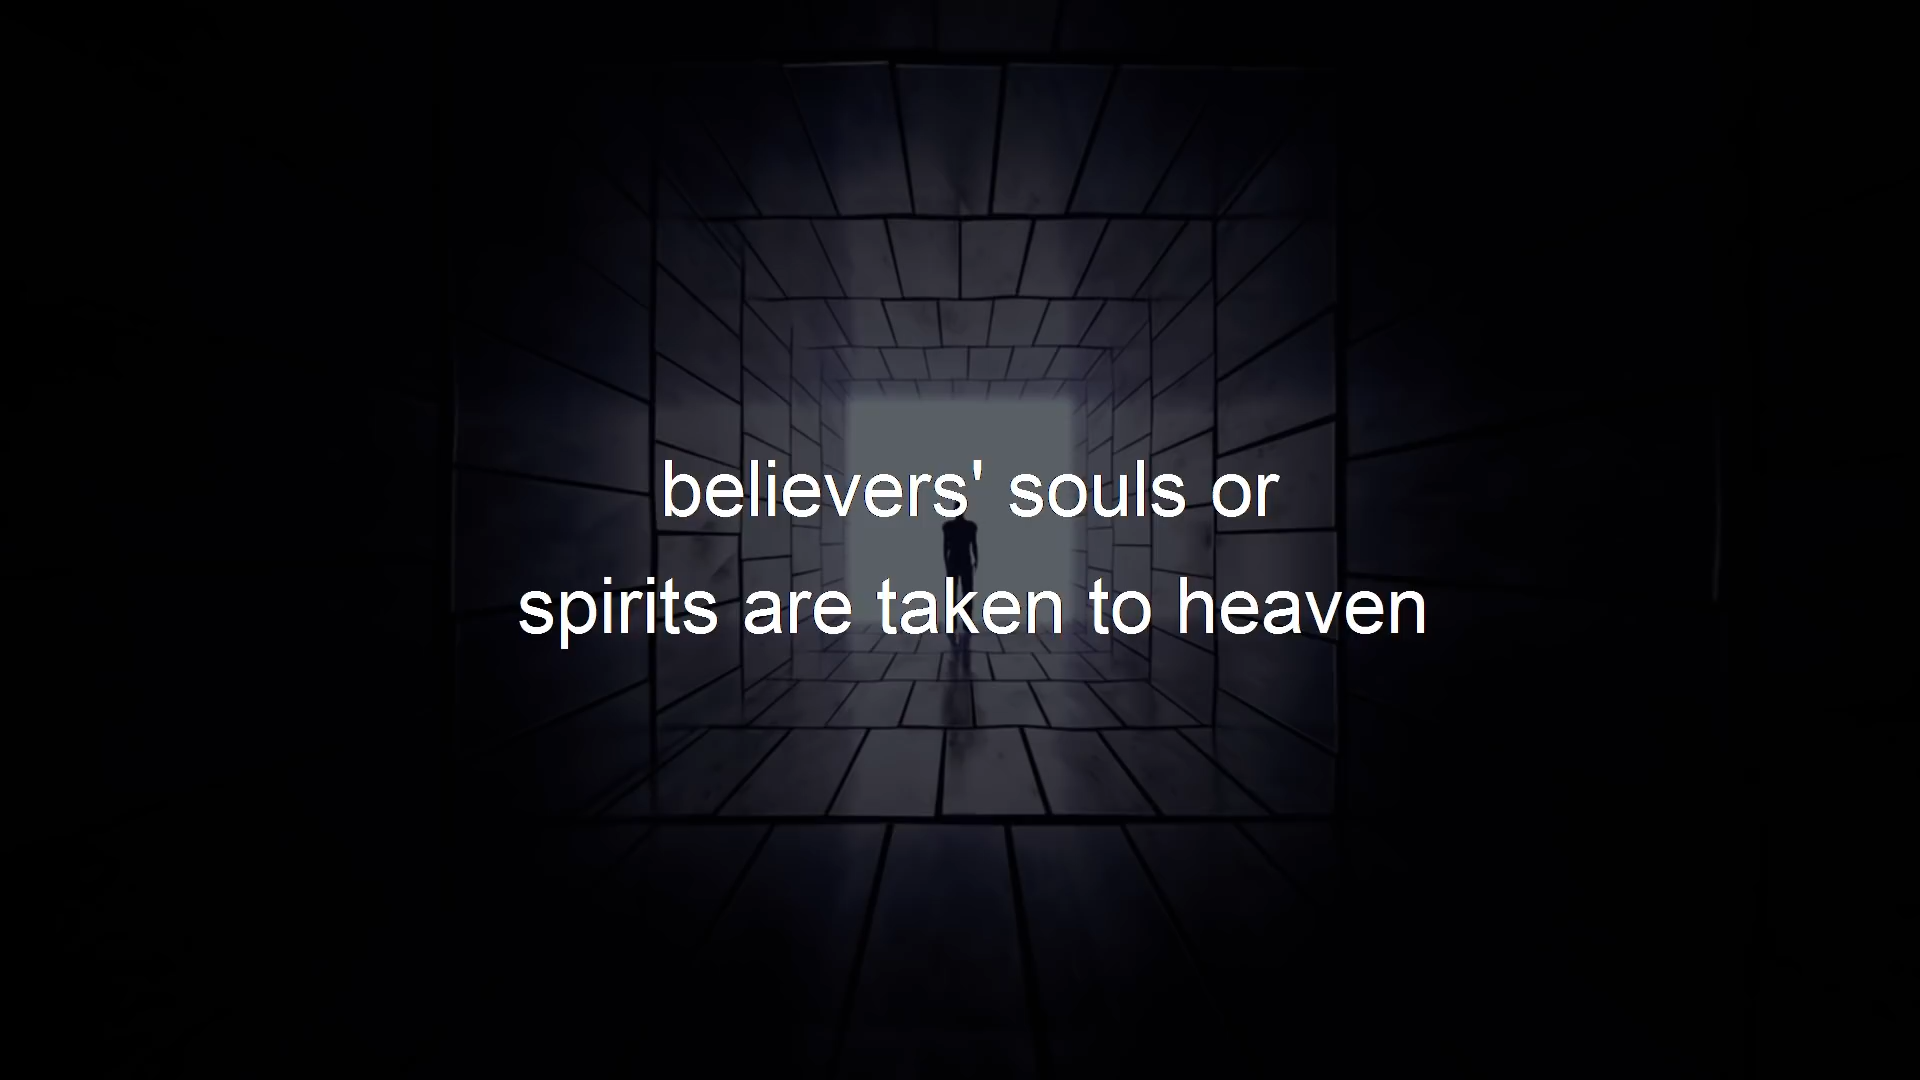 believers' souls or
spirits are taken to heaven